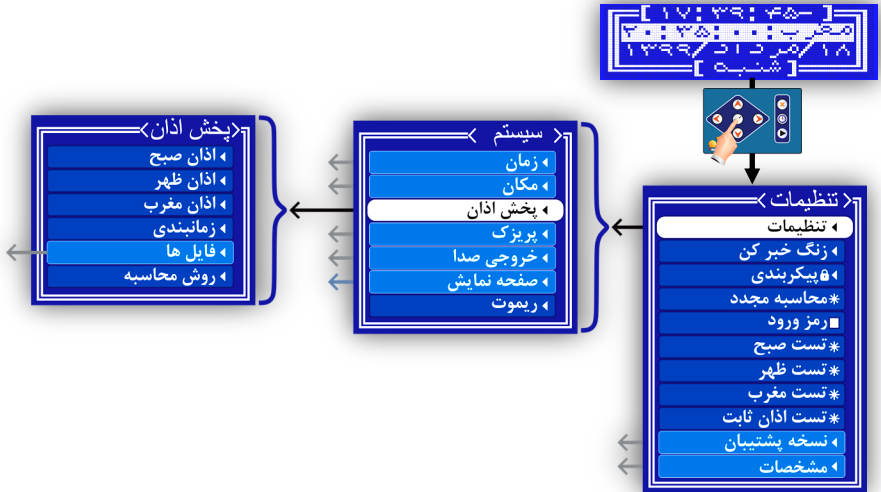 [ ۱۷:۳۹:۴۵- ]
مغرب: ۲۰:۳۵:۰۰
۱۸/مرداد/۱۳۹۹
[ شنبه ]
تنظیمات
تنظیمات
زنگ خبر کن
پیکربندی
محاسبه مجدد
رمز ورود
تست صبح
تست ظهر
تست مغرب
تست اذان ثابت
نسخه پشتیبان
مشخصات
سیستم
زمان
مکان
پخش اذان
پریزک
خروجی صدا
صفحه نمایش
ریموت
پخش اذان
اذان صبح
اذان ظهر
اذان مغرب
زمانبندی
فایل ها
روش محاسبه